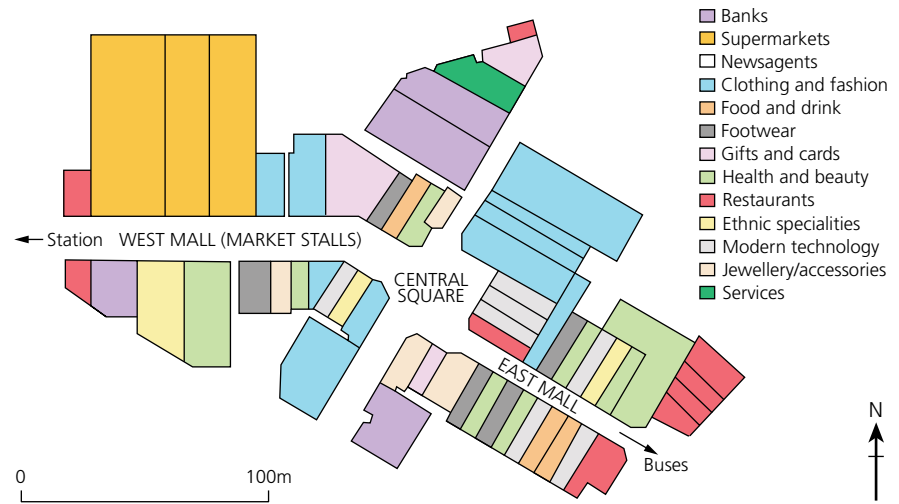 Banks
Supermarkets
Newsagents
Clothing and fashion
Food and drink
Footwear
Gifts and cards
Health and beauty
Restaurants
Ethnic specialities
Modern technology
Jewellery/accessories
Services
Station
WEST MALL (MARKET STALLS)
CENTRAL
SQUARE
EAST MALL
Buses
N
0
100m